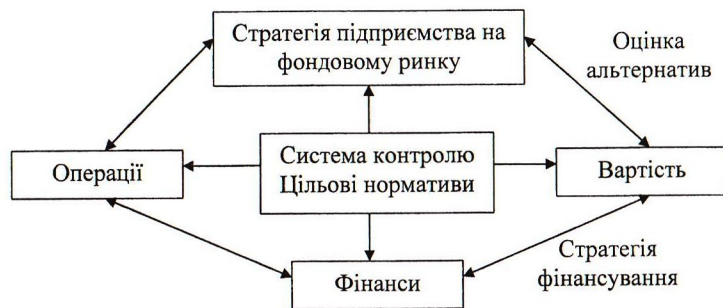 Стратегія підприємства на
фондовому ринку
Оцінка
альтернатив
Операції
Система контролю
Цільові нормативи
Вартість
Стратегія
фінансування
Фінанси